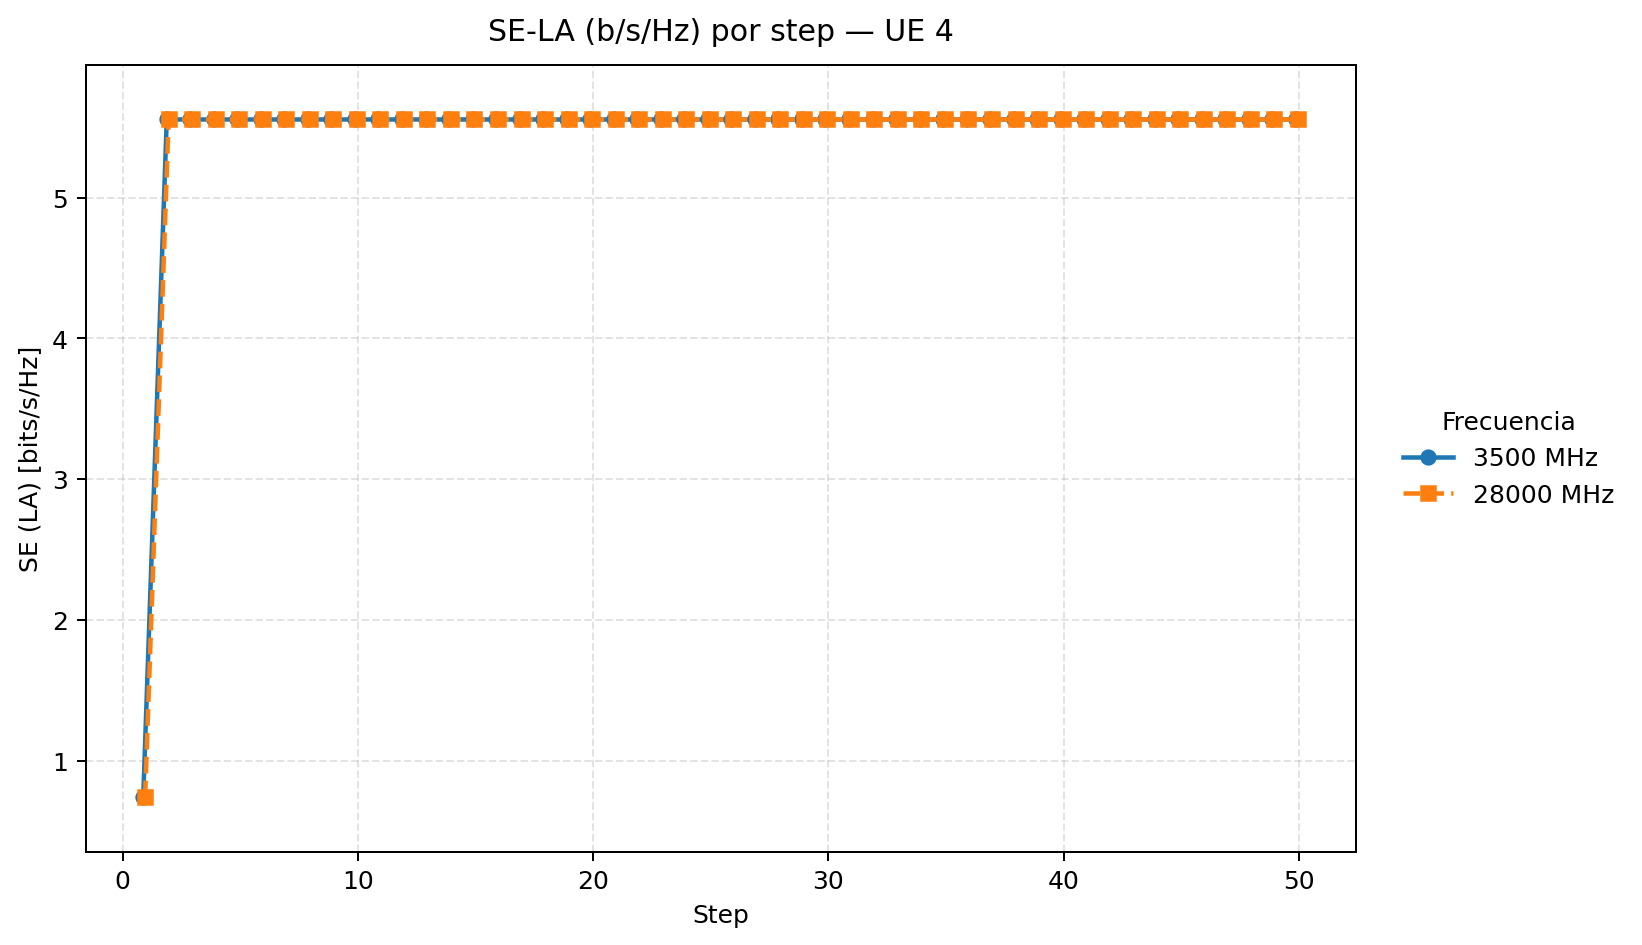 SE-LA (b/s/Hz) por step — UE 4
SE (LA) [bits/s/Hz]
5
4
3
2
1
0 10 20 30 40 50
Step
Frecuencia
3500 MHz
28000 MHz